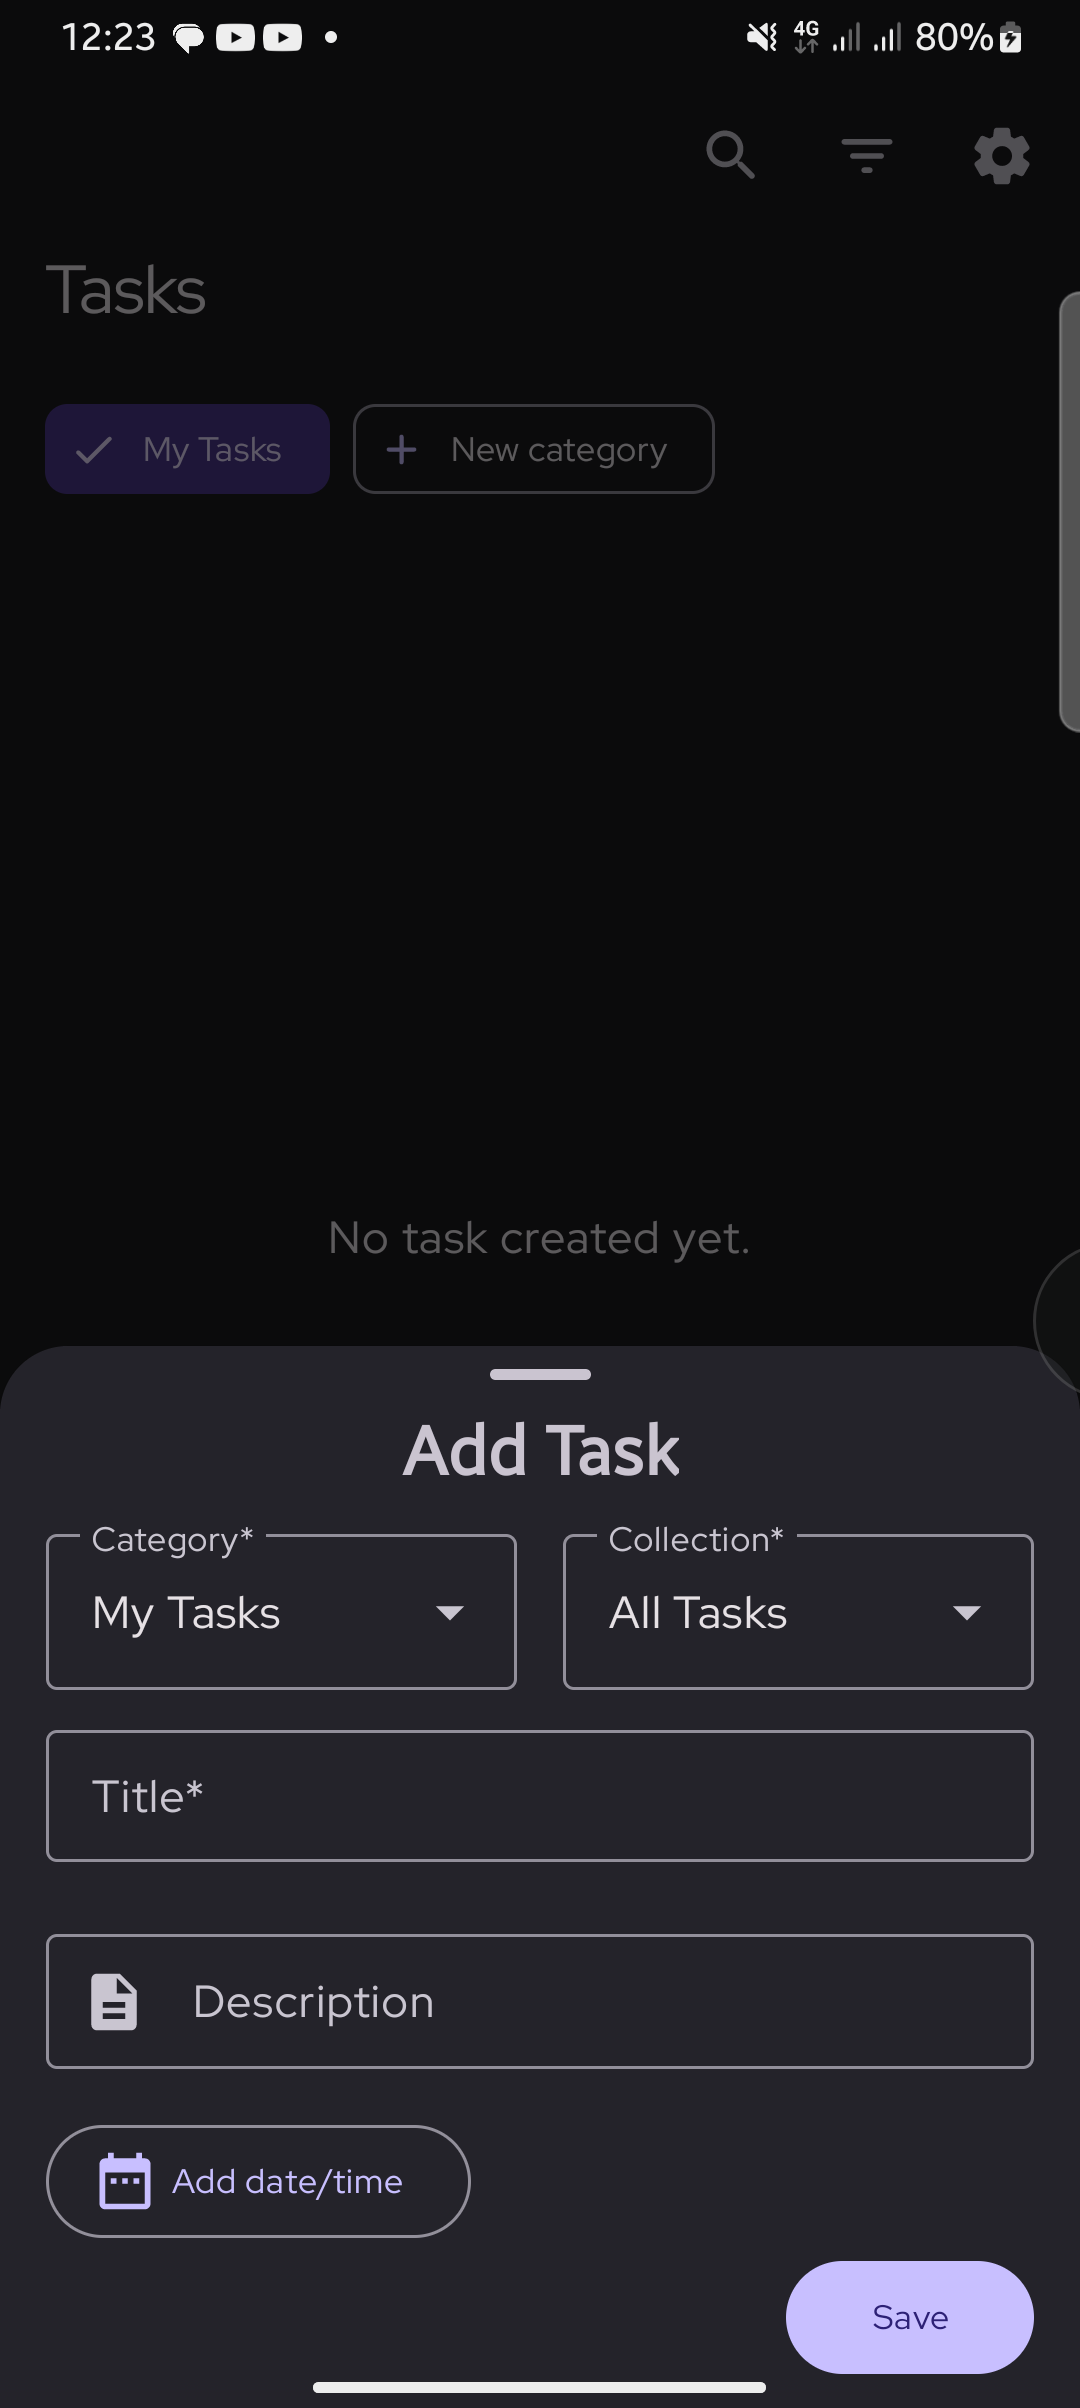 12:23 4G 80%
Tasks
My Tasks New category
No task created yet.
Add Task
Category* Collection*
My Tasks All Tasks
Title*
Description
Add date/time
Save